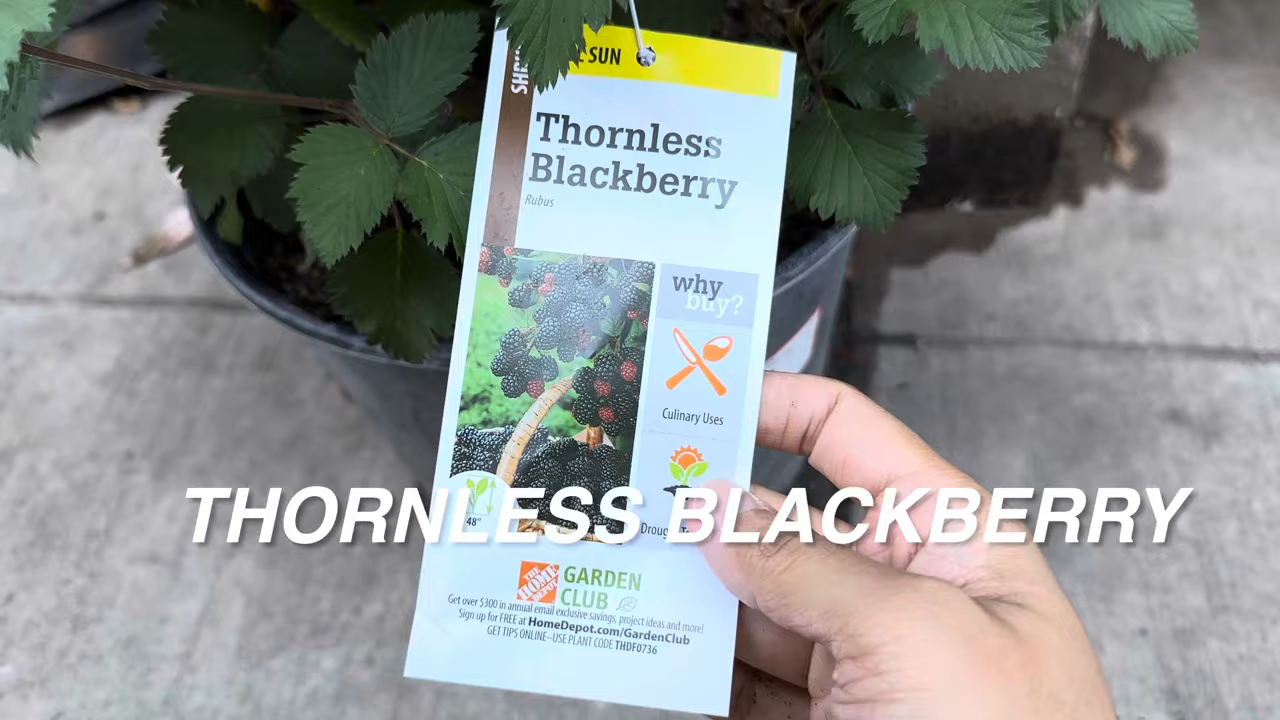 SUN
Thornless
Blackberry
Rubus
why
buy?
Culinary Uses
48"
THORNLESS BLACKBERRY
THE
HOME
DEPOT
GARDEN
CLUB
Get over $300 in annual email exclusive savings, project ideas and more!
Sign up for FREE at HomeDepot.com/GardenClub
GET TIPS ONLINE–USE PLANT CODE THDF0736